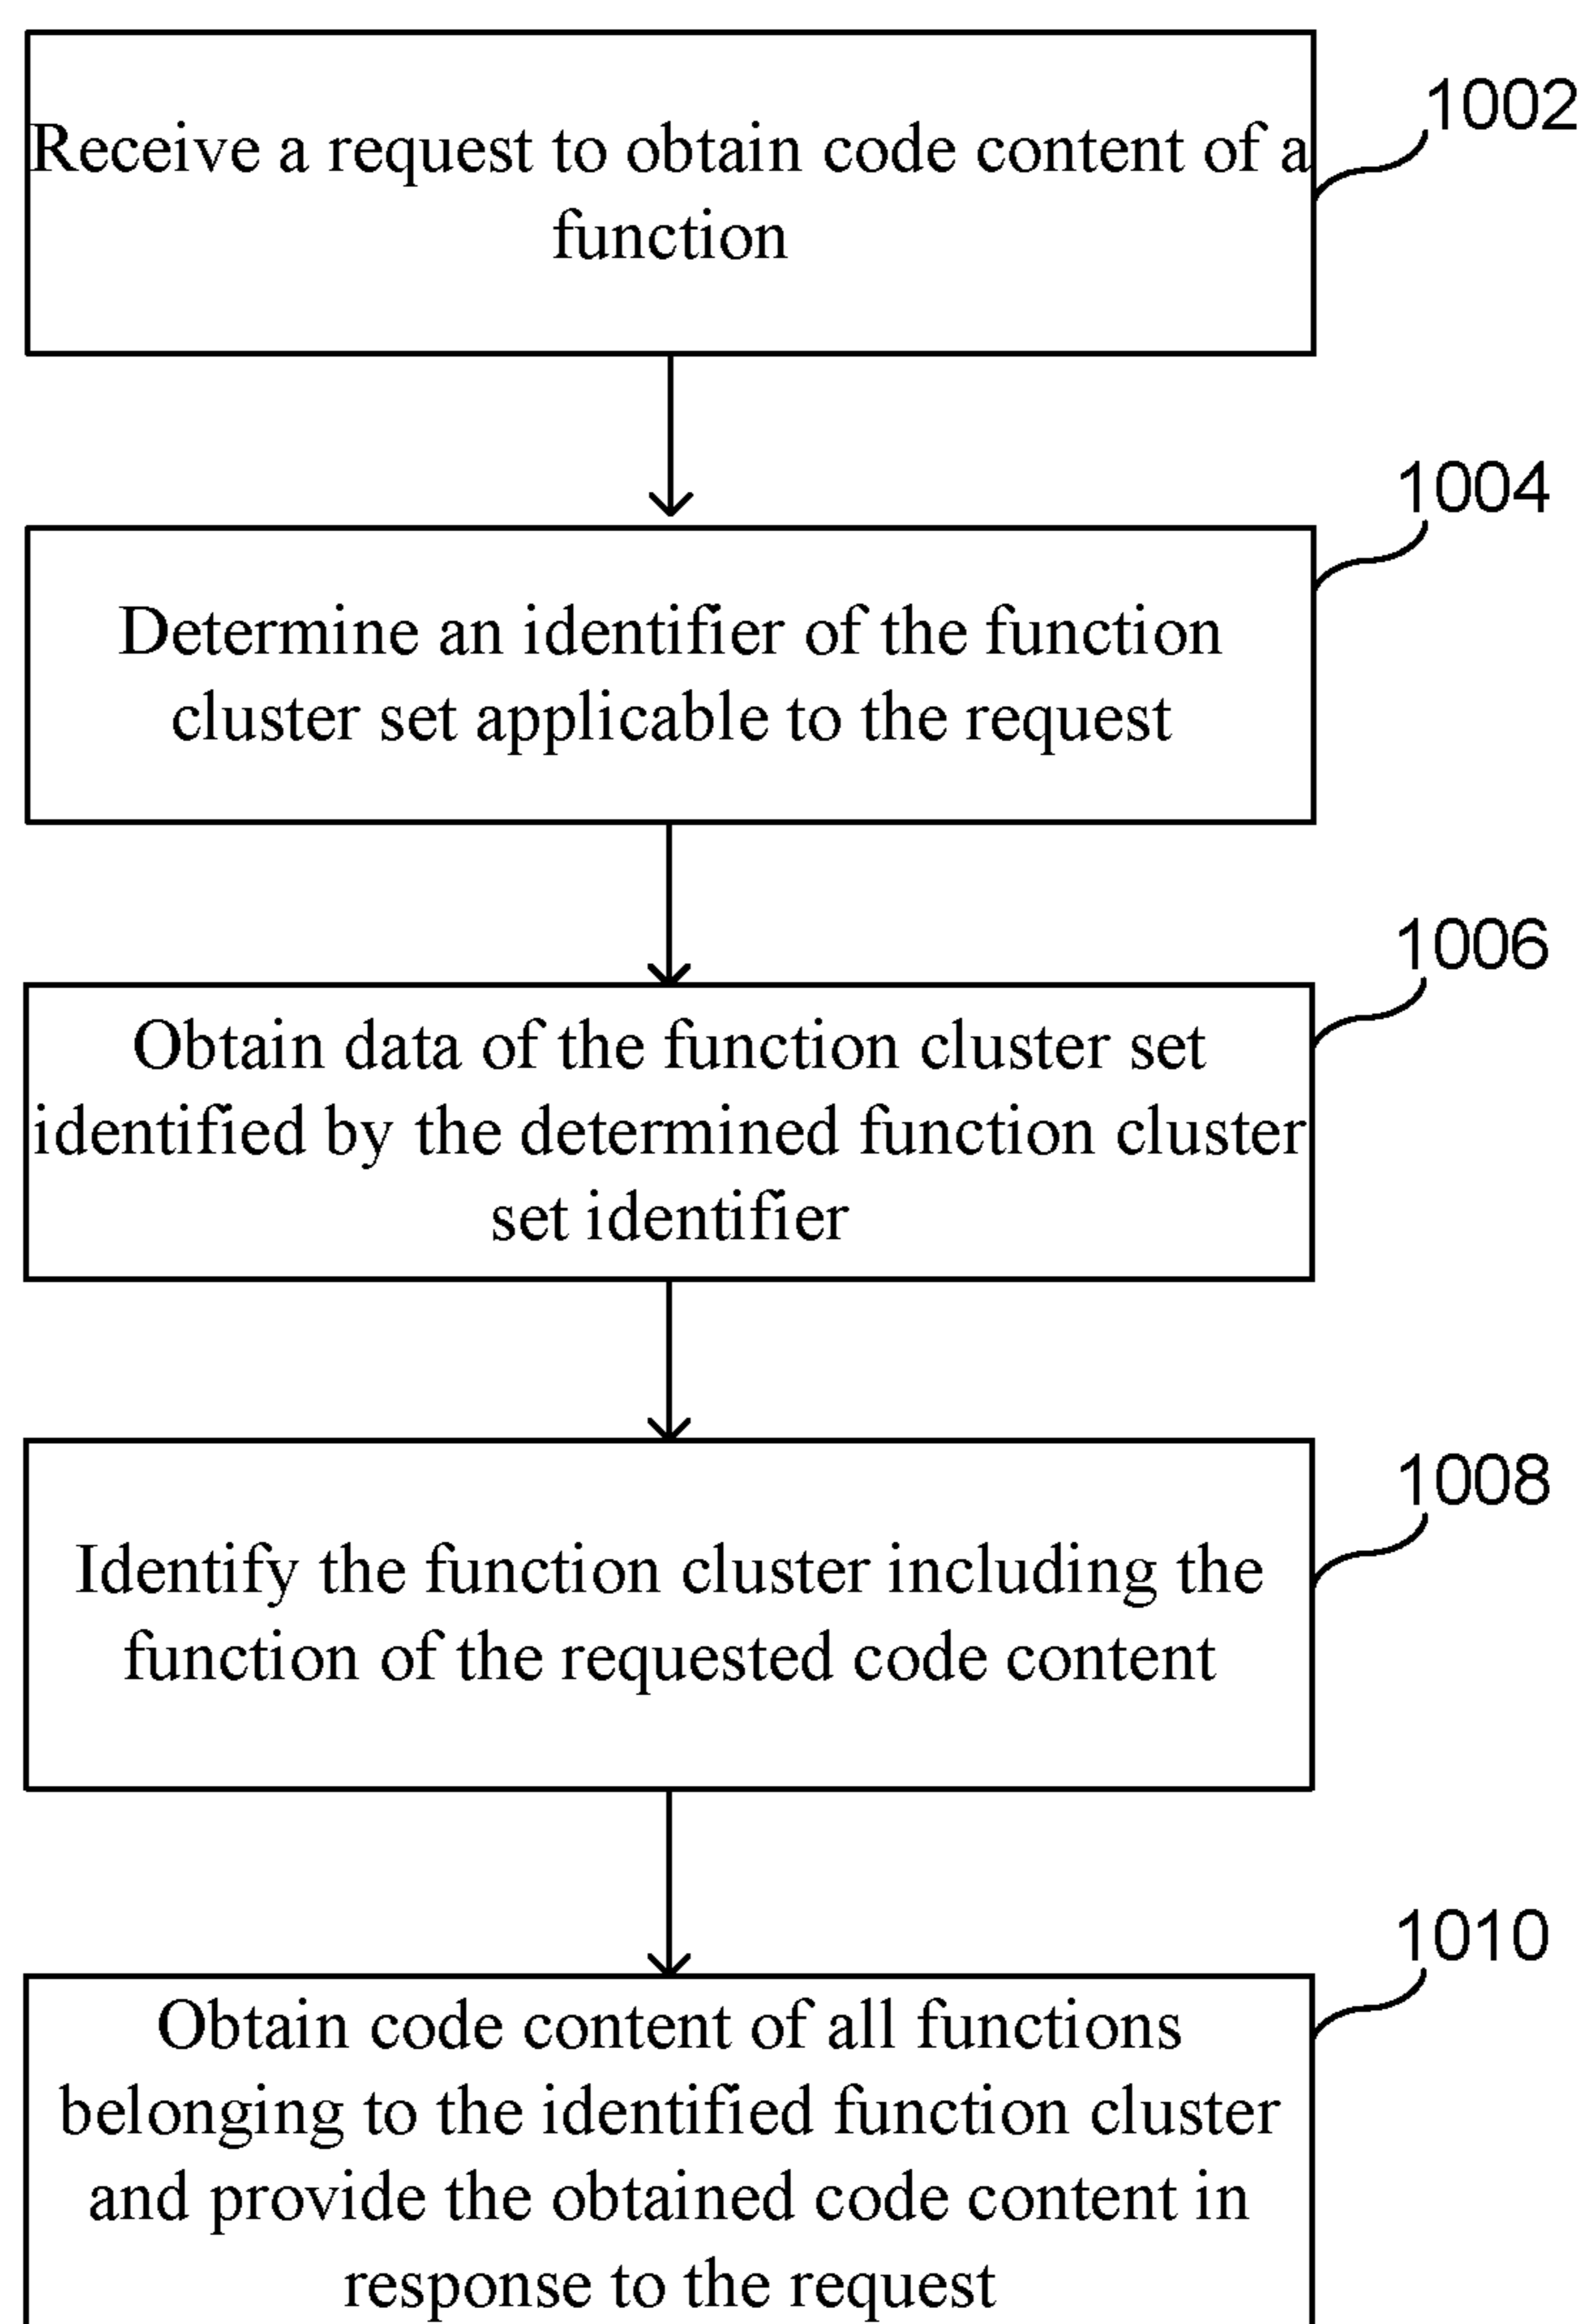 1002
Receive a request to obtain code content of a
function
1004
Determine an identifier of the function
cluster set applicable to the request
1006
Obtain data of the function cluster set
identified by the determined function cluster
set identifier
1008
Identify the function cluster including the
function of the requested code content
1010
Obtain code content of all functions
belonging to the identified function cluster
and provide the obtained code content in
response to the request